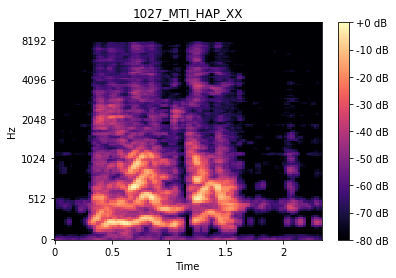 1027_MTI_HAP_XX
+0 dB
8192
-10 dB
4096
-20 dB
-30 dB
2048
Hz
-40 dB
1024
-50 dB
512
-60 dB
-70 dB
0
-80 dB
0 0.5 1 1.5 2
Time